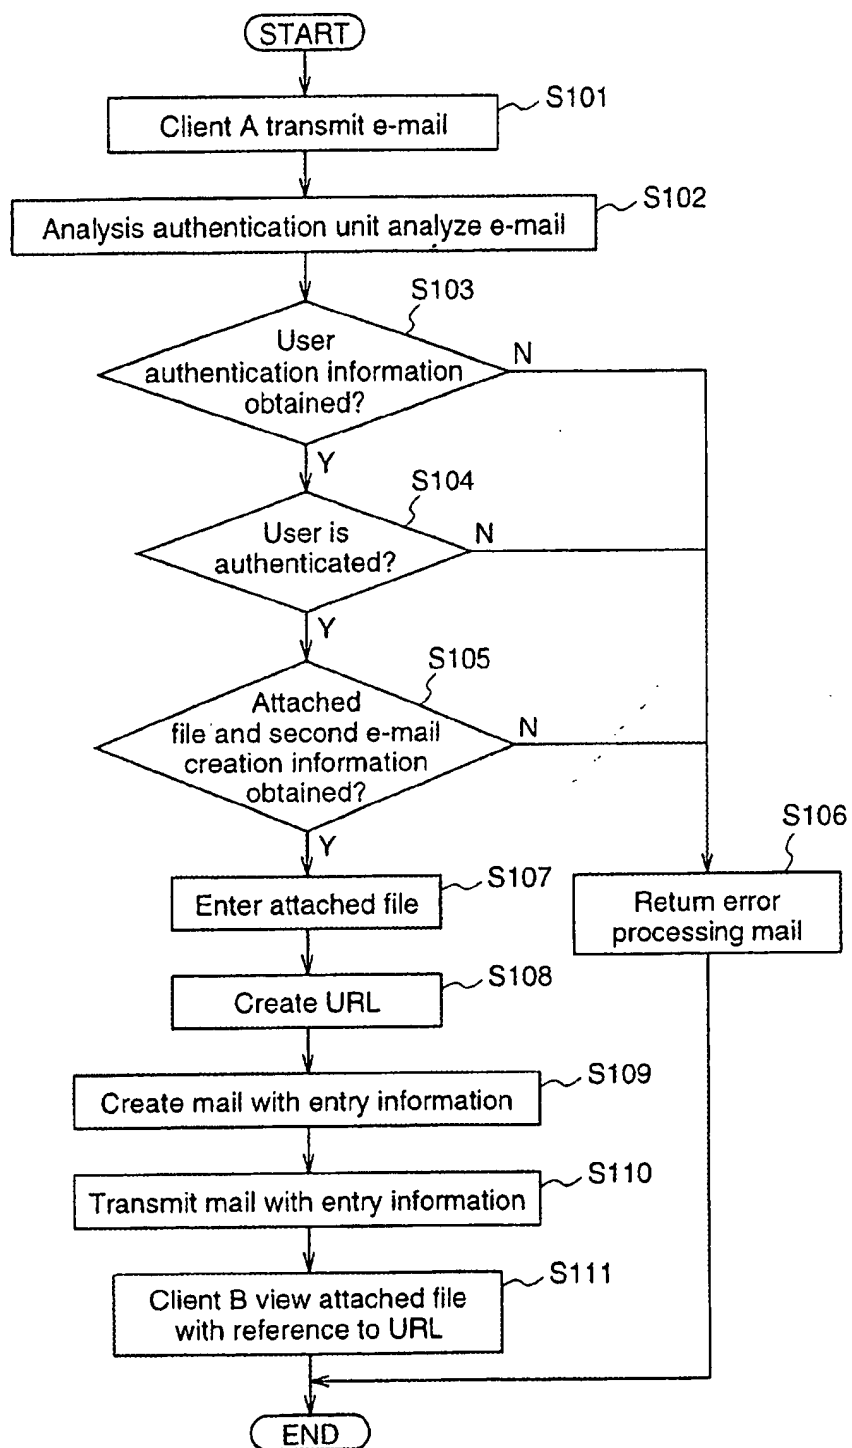 START
S101
Client A transmit e-mail
S102
Analysis authentication unit analyze e-mail
S103
User
authentication information
obtained?
N
Y
S104
User is
authenticated?
N
Y
S105
Attached
file and second e-mail
creation information
obtained?
N
Y
S106
Return error
processing mail
S107
Enter attached file
S108
Create URL
S109
Create mail with entry information
S110
Transmit mail with entry information
S111
Client B view attached file
with reference to URL
END